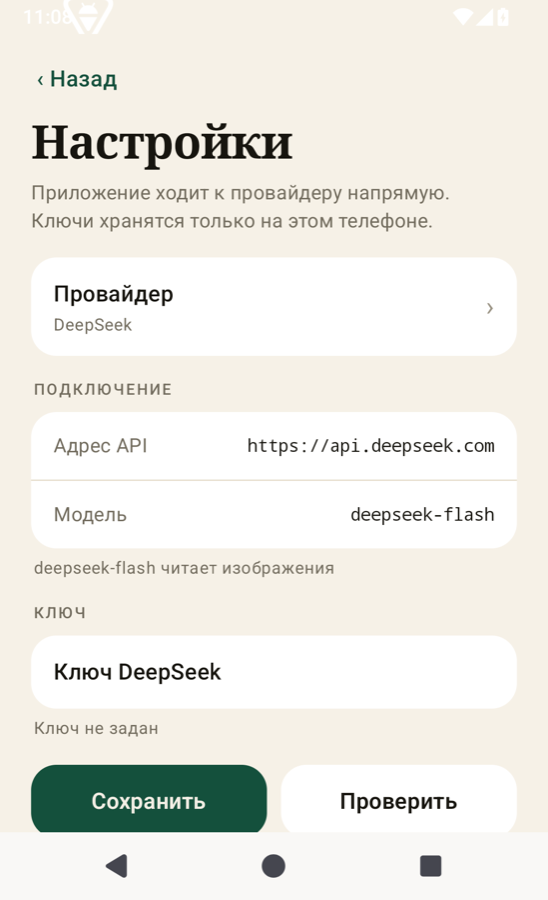 11:08
‹ Назад
Настройки
Приложение ходит к провайдеру напрямую.
Ключи хранятся только на этом телефоне.
Провайдер
DeepSeek
›
ПОДКЛЮЧЕНИЕ
Адрес API https://api.deepseek.com
Модель deepseek-flash
deepseek-flash читает изображения
КЛЮЧ
Ключ DeepSeek
Ключ не задан
Сохранить Проверить